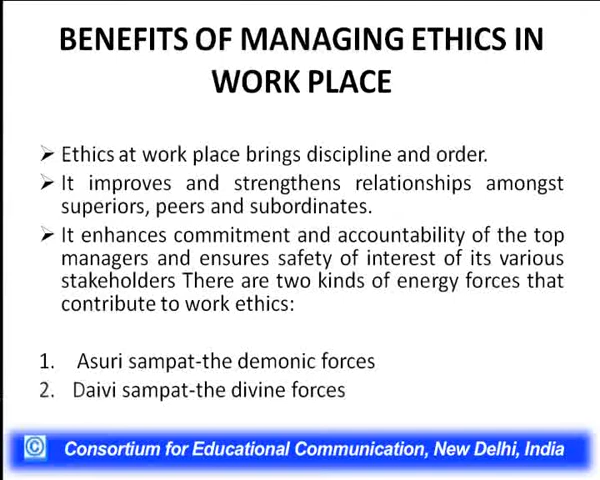 BENEFITS OF MANAGING ETHICS IN
WORK PLACE
➢ Ethics at work place brings discipline and order.
➢ It improves and strengthens relationships amongst
superiors, peers and subordinates.
➢ It enhances commitment and accountability of the top
managers and ensures safety of interest of its various
stakeholders There are two kinds of energy forces that
contribute to work ethics:
1. Asuri sampat-the demonic forces
2. Daivi sampat-the divine forces
© Consortium for Educational Communication, New Delhi, India